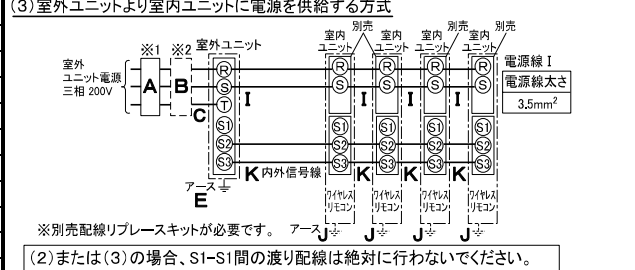 (3)室外ユニットより室内ユニットに電源を供給する方式
※1 ※2 室外ユニット
室内ユニット 別売 室内ユニット 室内ユニット 別売 室内ユニット 別売
室外
ユニット電源
三相 200V
A B C
R S T S1 S2 S3
I
R S S1 S2 S3
I
R S S1 S2 S3
I
R S S1 S2 S3
I
R S S1 S2 S3
電源線 I
電源線太さ
3.5mm²
K 内外信号線 K K K
アース
E
ワイヤレス
リモコン
ワイヤレス
リモコン
ワイヤレス
リモコン
ワイヤレス
リモコン
※別売配線リプレースキットが必要です。 アース J J J J
(2)または(3)の場合、S1-S1間の渡り配線は絶対に行わないでください。